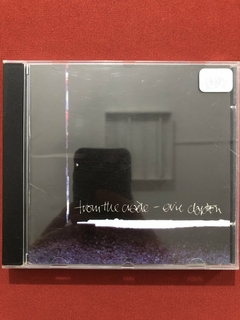 from the cradle - eric clapton